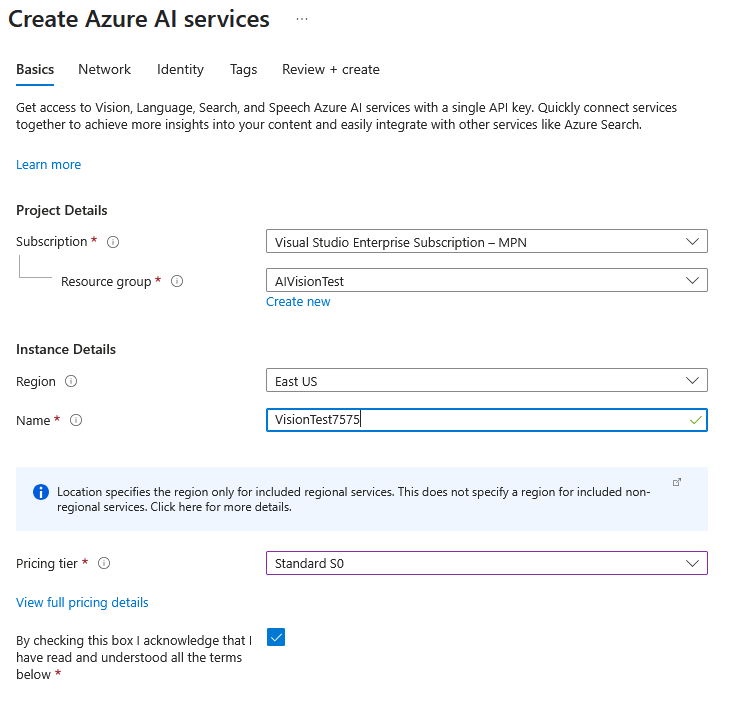 Create Azure AI services ...
Basics Network Identity Tags Review + create
Get access to Vision, Language, Search, and Speech Azure AI services with a single API key. Quickly connect services
together to achieve more insights into your content and easily integrate with other services like Azure Search.
Learn more
Project Details
Subscription * Visual Studio Enterprise Subscription – MPN
Resource group * AIVisionTest
Create new
Instance Details
Region East US
Name * VisionTest7575
Location specifies the region only for included regional services. This does not specify a region for included non-
regional services. Click here for more details.
Pricing tier * Standard S0
View full pricing details
By checking this box I acknowledge that I
have read and understood all the terms
below *